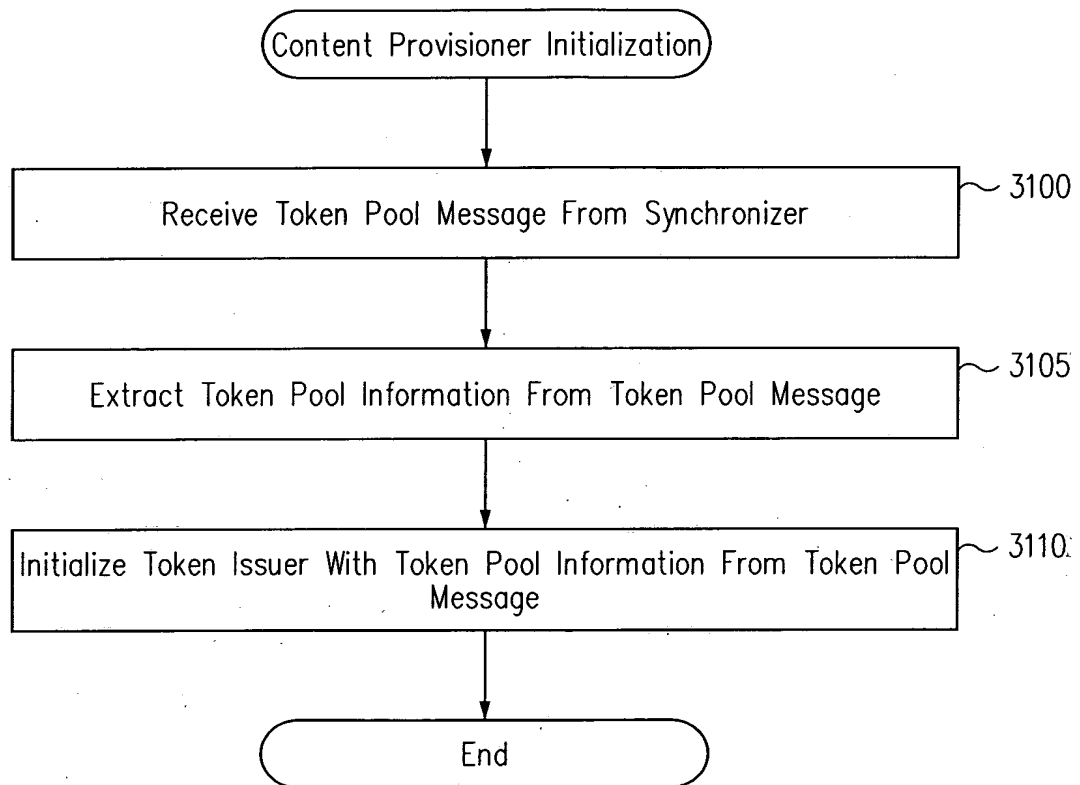 Content Provisioner Initialization
Receive Token Pool Message From Synchronizer
3100
Extract Token Pool Information From Token Pool Message
3105
Initialize Token Issuer With Token Pool Information From Token Pool
Message
3110
End